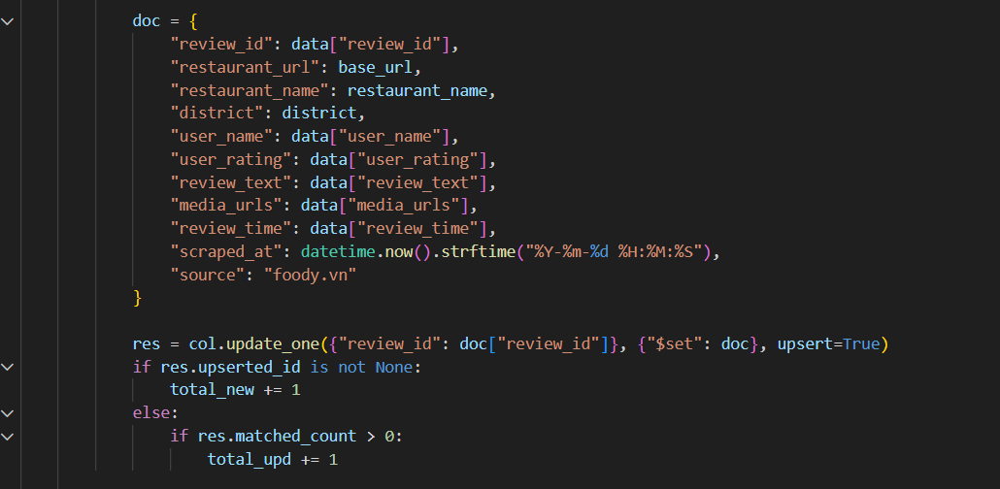 doc = {
"review_id": data["review_id"],
"restaurant_url": base_url,
"restaurant_name": restaurant_name,
"district": district,
"user_name": data["user_name"],
"user_rating": data["user_rating"],
"review_text": data["review_text"],
"media_urls": data["media_urls"],
"review_time": data["review_time"],
"scraped_at": datetime.now().strftime("%Y-%m-%d %H:%M:%S"),
"source": "foody.vn"
}
res = col.update_one({"review_id": doc["review_id"]}, {"$set": doc}, upsert=True)
if res.upserted_id is not None:
total_new += 1
else:
if res.matched_count > 0:
total_upd += 1